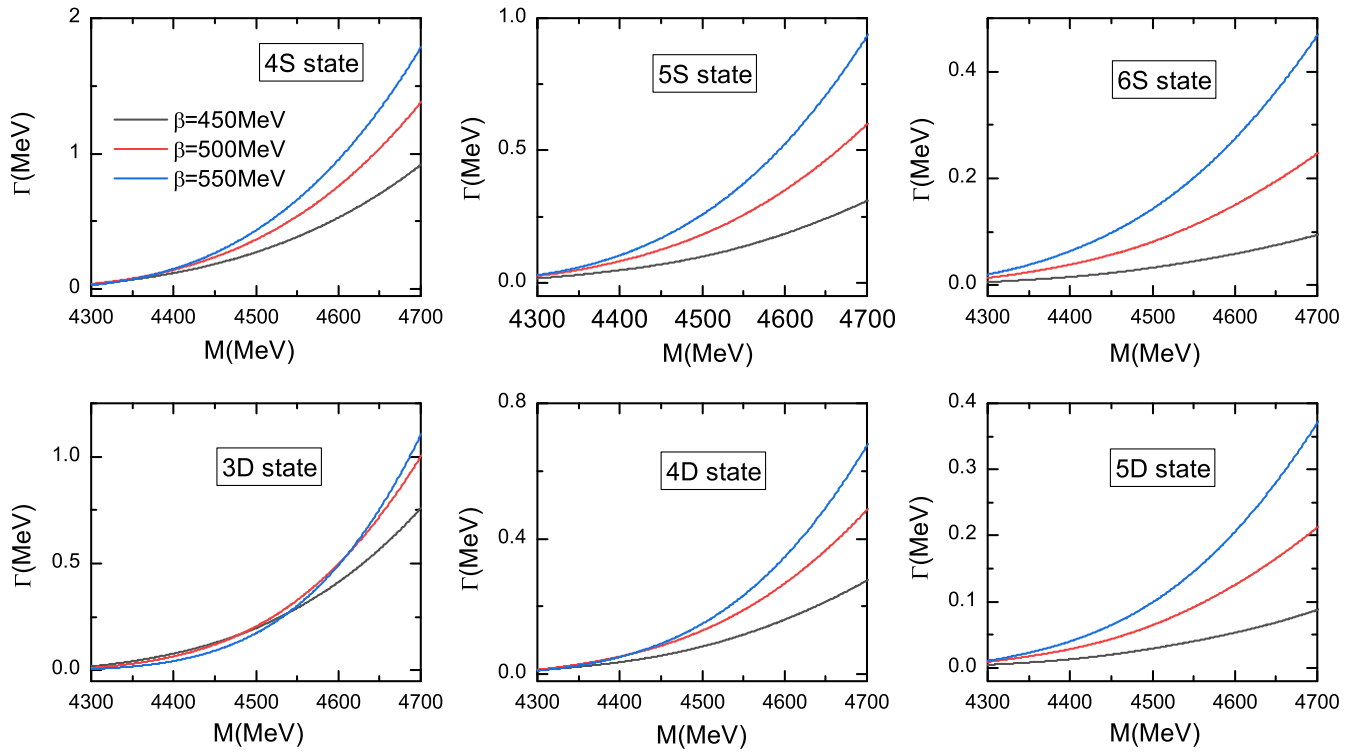 2
1
0
Γ(MeV)
4S state
β=450MeV
β=500MeV
β=550MeV
4300 4400 4500 4600 4700
M(MeV)
1.0
0.5
0.0
Γ(MeV)
5S state
4300 4400 4500 4600 4700
M(MeV)
0.4
0.2
0.0
Γ(MeV)
6S state
4300 4400 4500 4600 4700
M(MeV)
1.0
0.5
0.0
Γ(MeV)
3D state
4300 4400 4500 4600 4700
M(MeV)
0.8
0.4
0.0
Γ(MeV)
4D state
4300 4400 4500 4600 4700
M(MeV)
0.4
0.3
0.2
0.1
0.0
Γ(MeV)
5D state
4300 4400 4500 4600 4700
M(MeV)